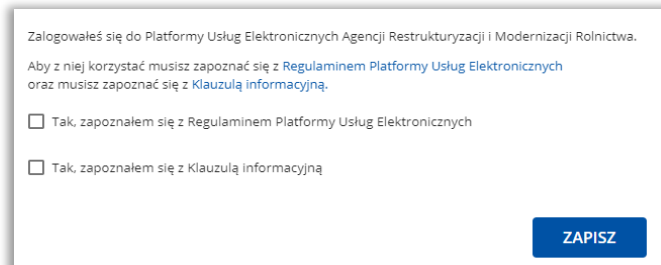 Zalogowałeś się do Platformy Usług Elektronicznych Agencji Restrukturyzacji i Modernizacji Rolnictwa.
Aby z niej korzystać musisz zapoznać się z Regulaminem Platformy Usług Elektronicznych
oraz musisz zapoznać się z Klauzulą informacyjną.
Tak, zapoznałem się z Regulaminem Platformy Usług Elektronicznych
Tak, zapoznałem się z Klauzulą informacyjną
ZAPISZ